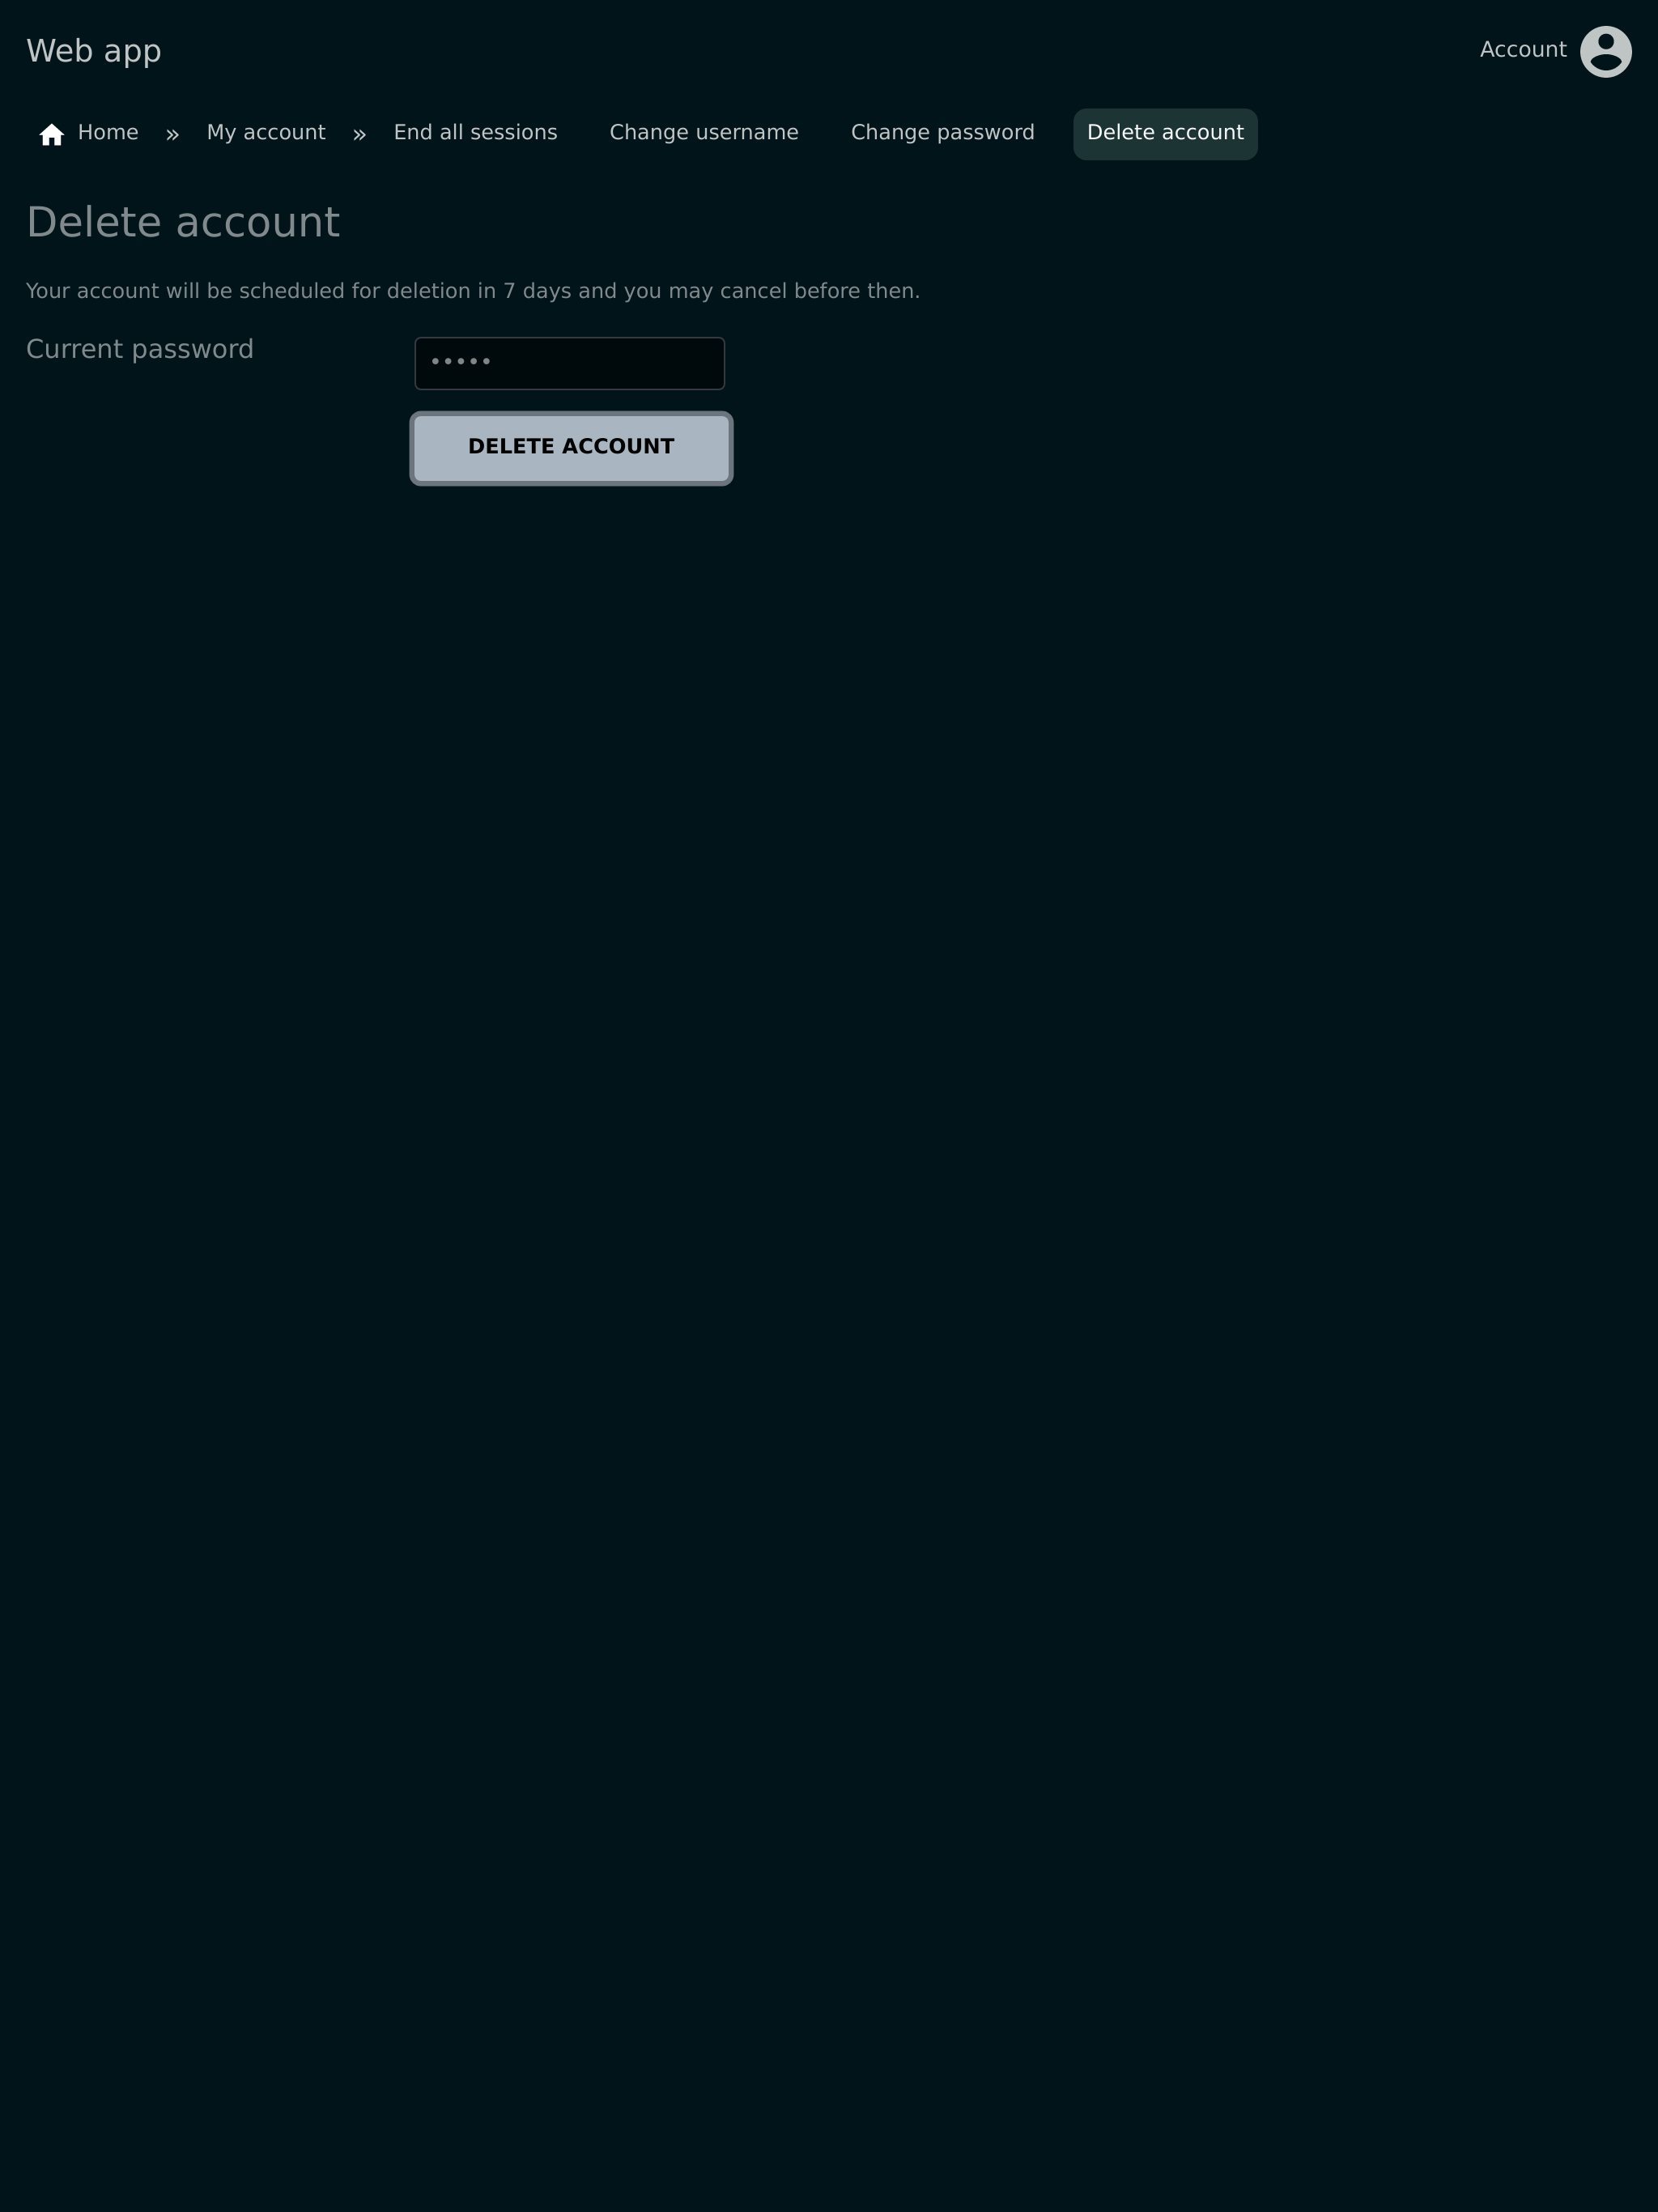 Web app
Account
Home » My account » End all sessions Change username Change password Delete account
Delete account
Your account will be scheduled for deletion in 7 days and you may cancel before then.
Current password
•••••
DELETE ACCOUNT